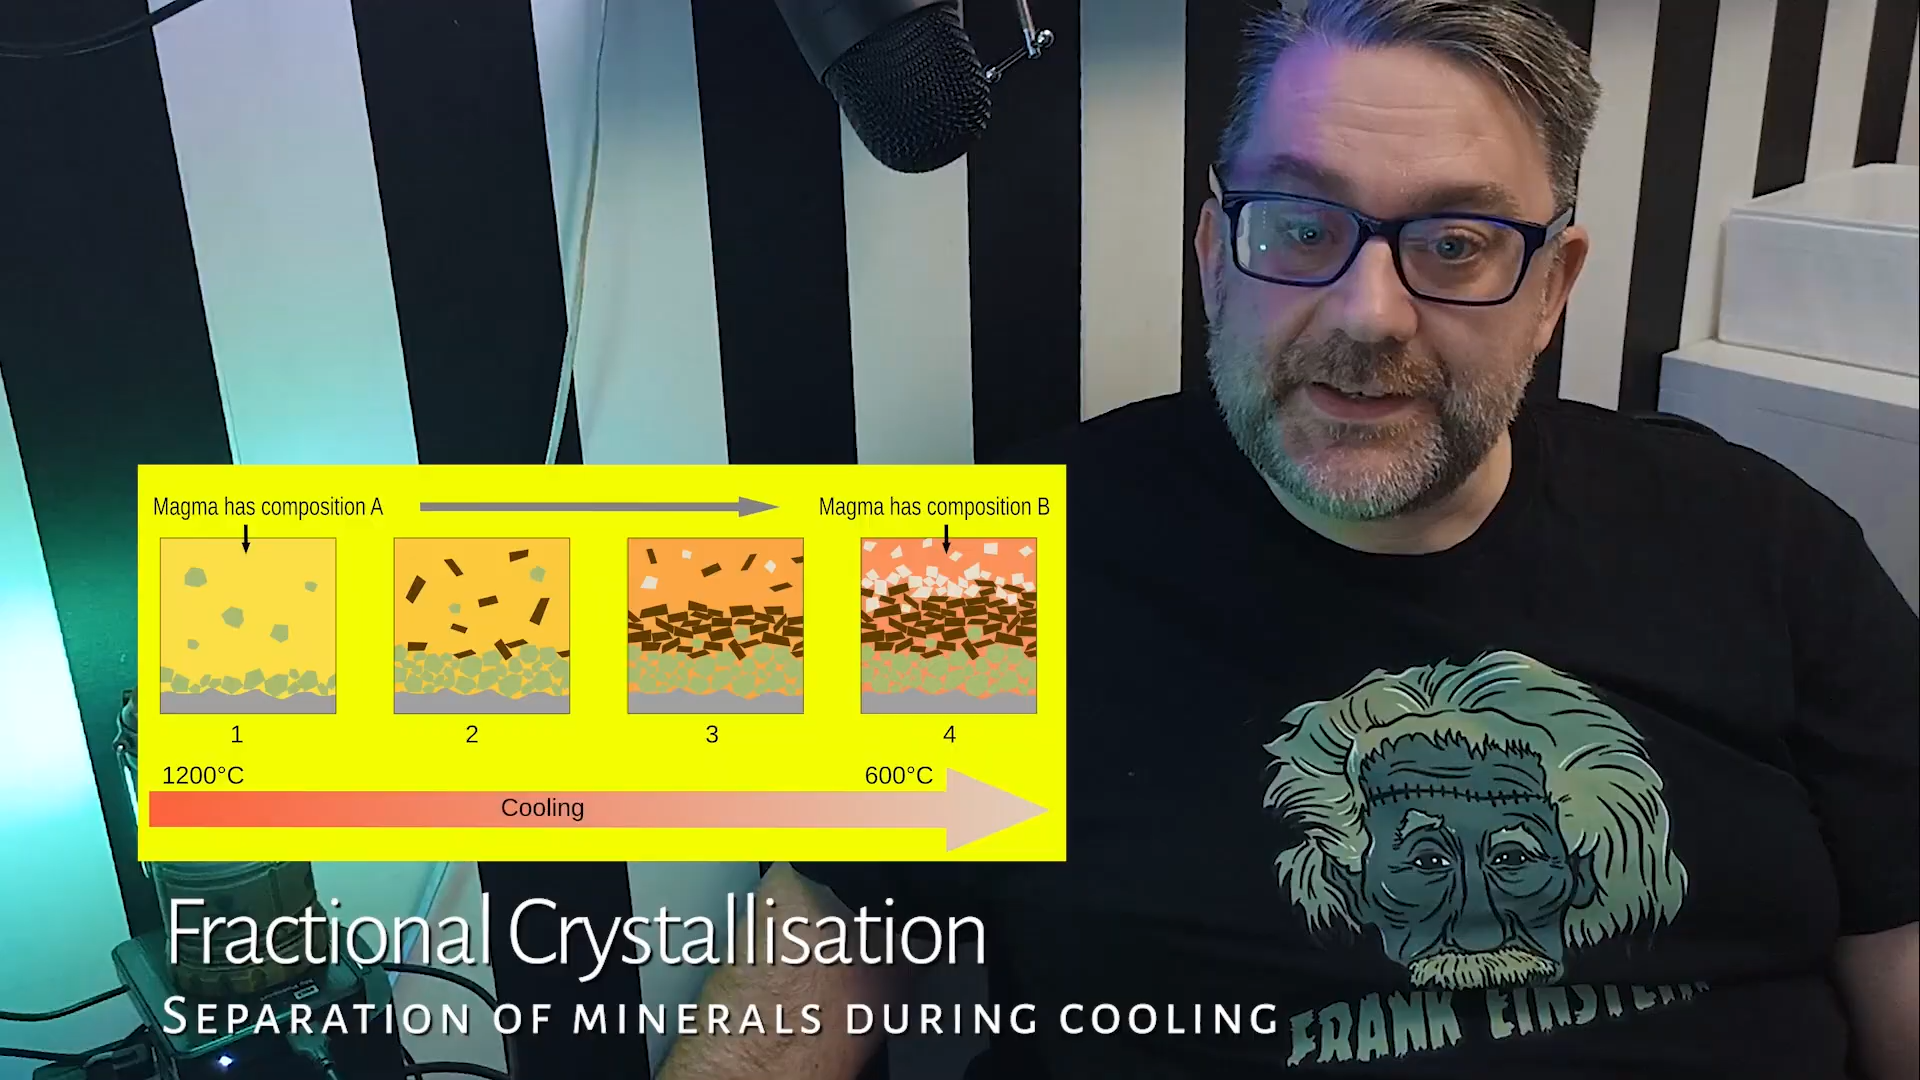 Magma has composition A
Magma has composition B
1
2
3
4
1200°C
600°C
Cooling
Fractional Crystallisation
SEPARATION OF MINERALS DURING COOLING
FRANK EINSTEIN